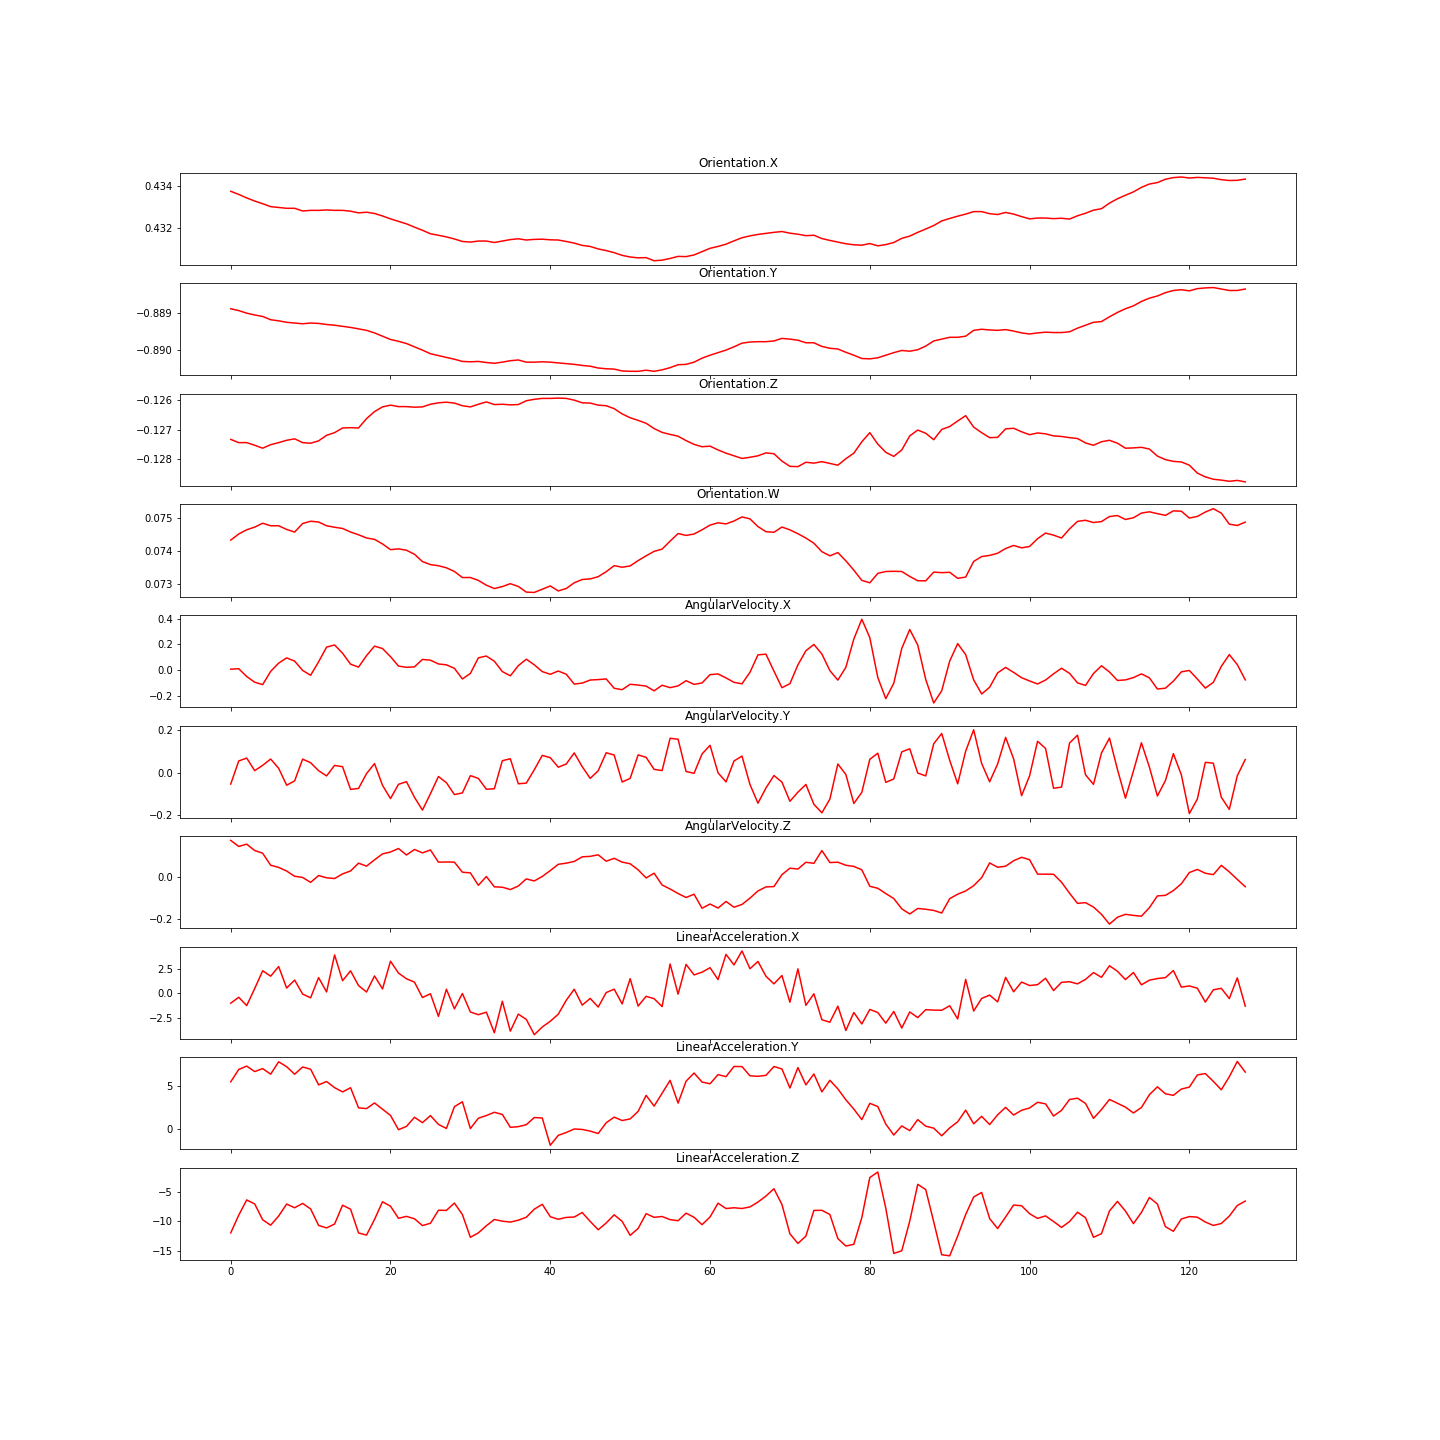 Orientation.X
0.434
0.432
Orientation.Y
−0.889
−0.890
Orientation.Z
−0.126
−0.127
−0.128
Orientation.W
0.075
0.074
0.073
AngularVelocity.X
0.4
0.2
0.0
−0.2
AngularVelocity.Y
0.2
0.0
−0.2
AngularVelocity.Z
0.0
−0.2
LinearAcceleration.X
2.5
0.0
−2.5
LinearAcceleration.Y
5
0
LinearAcceleration.Z
−5
−10
−15
0 20 40 60 80 100 120